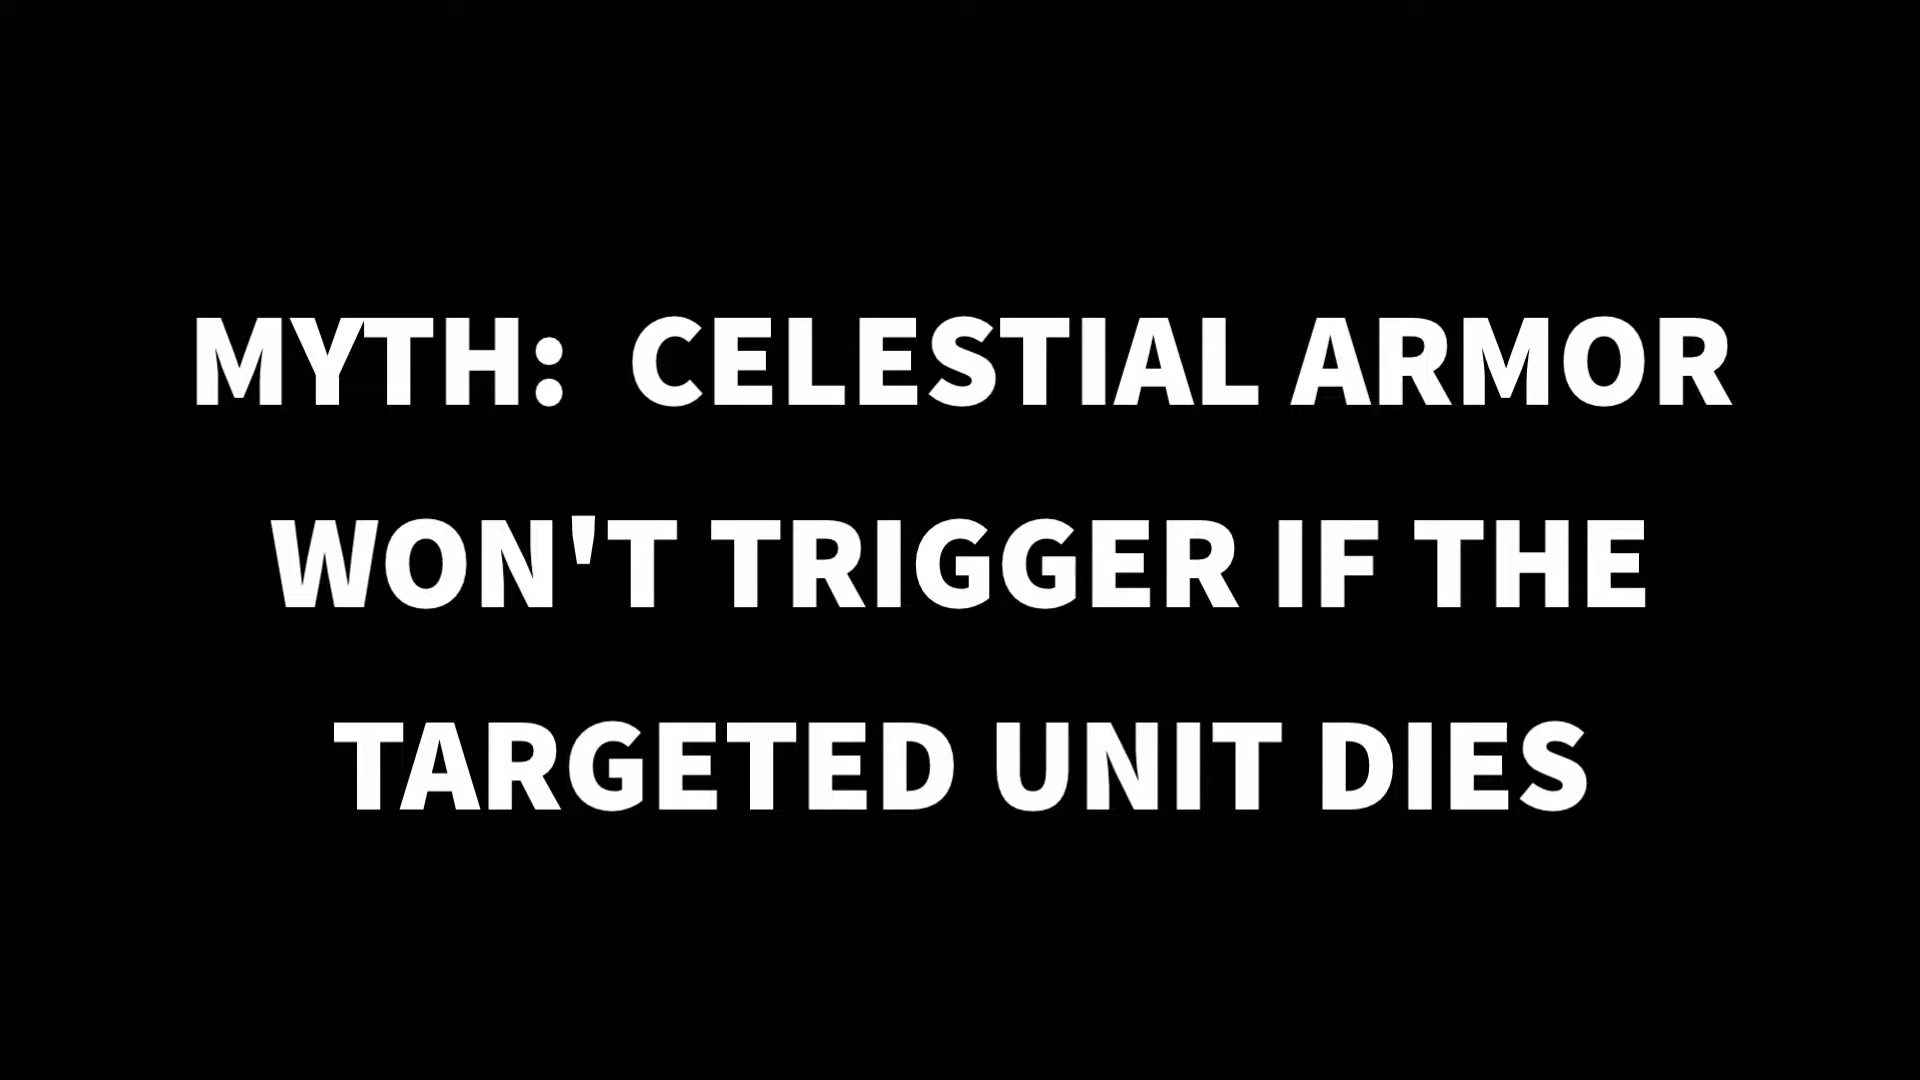 MYTH:  CELESTIAL ARMOR
WON'T TRIGGER IF THE
TARGETED UNIT DIES